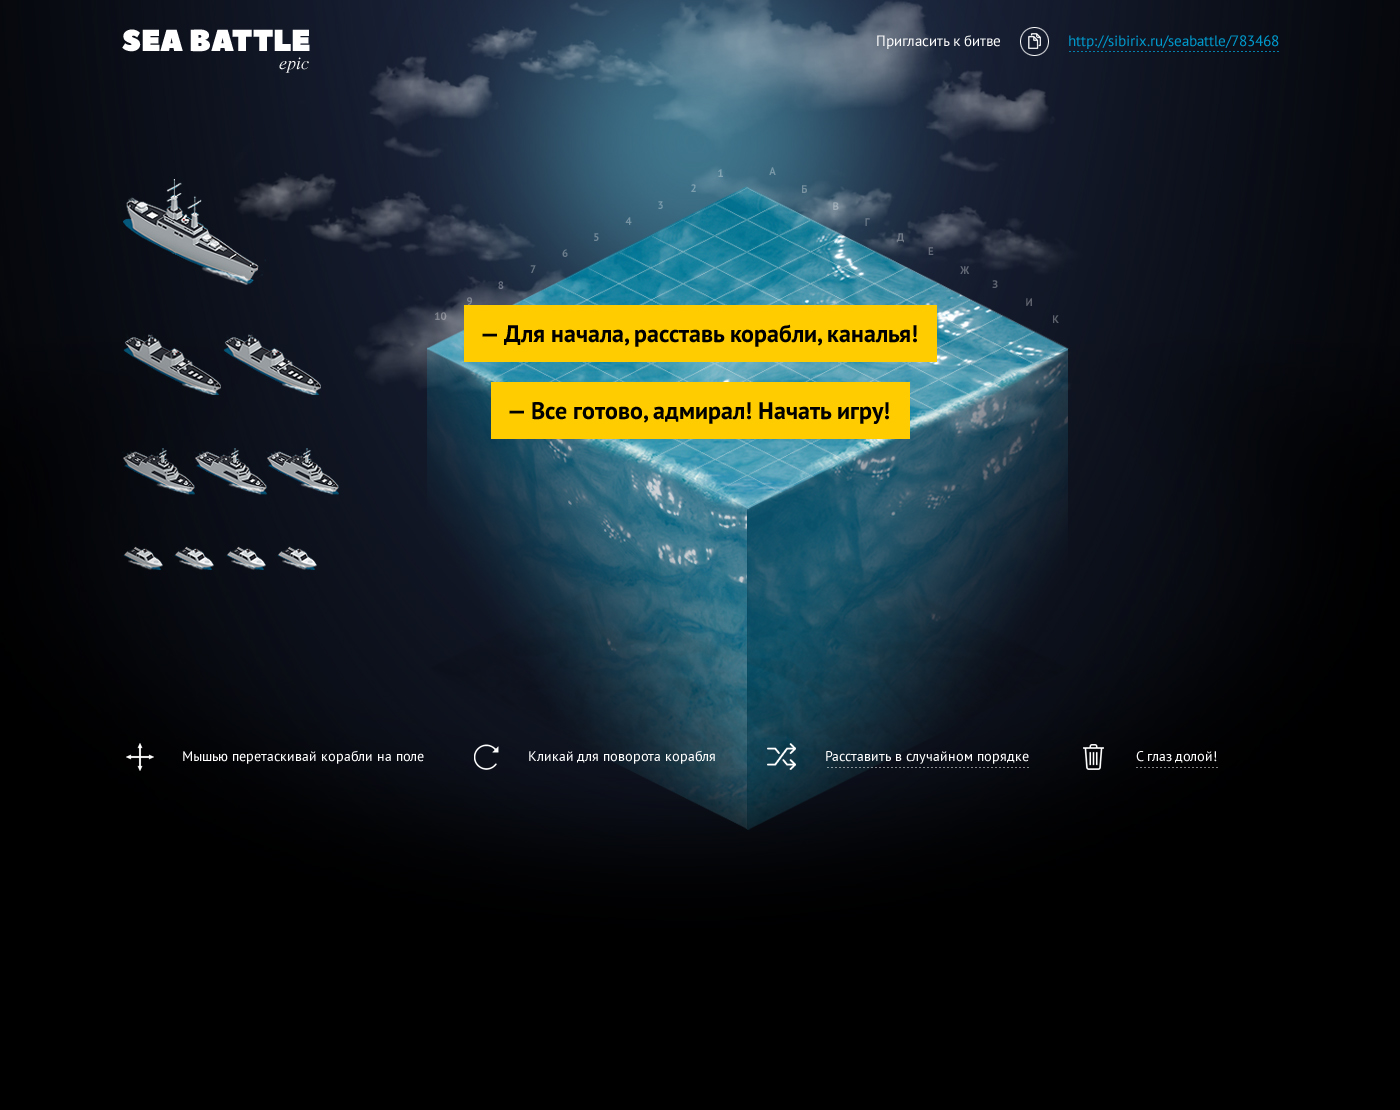 SEA BATTLE
epic
Пригласить к битве
http://sibirix.ru/seabattle/783468
1
2
3
4
5
6
7
8
9
10
А
Б
В
Г
Д
Е
Ж
З
И
К
— Для начала, расставь корабли, каналья!
— Все готово, адмирал! Начать игру!
Мышью перетаскивай корабли на поле
Кликай для поворота корабля
Расставить в случайном порядке
С глаз долой!